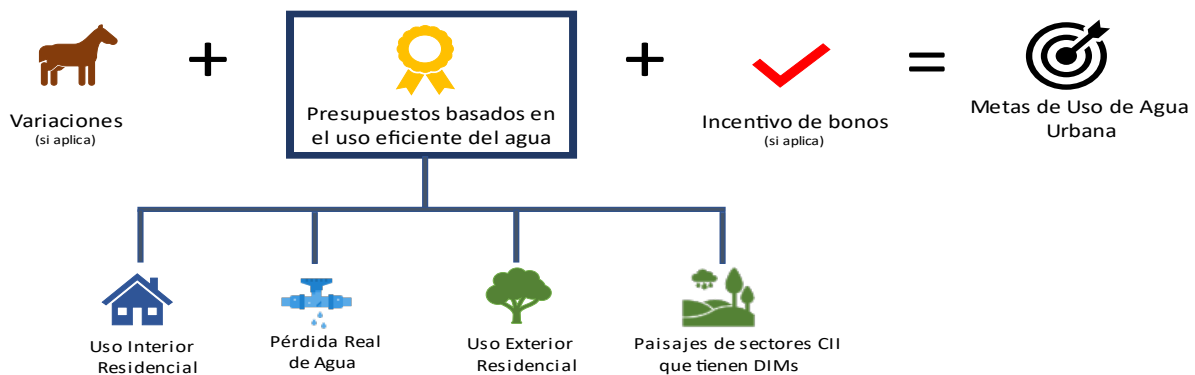 +
+
=
Variaciones
(si aplica)
Presupuestos basados en
el uso eficiente del agua
Incentivo de bonos
(si aplica)
Metas de Uso de Agua
Urbana
Uso Interior
Residencial
Pérdida Real
de Agua
Uso Exterior
Residencial
Paisajes de sectores CII
que tienen DIMs